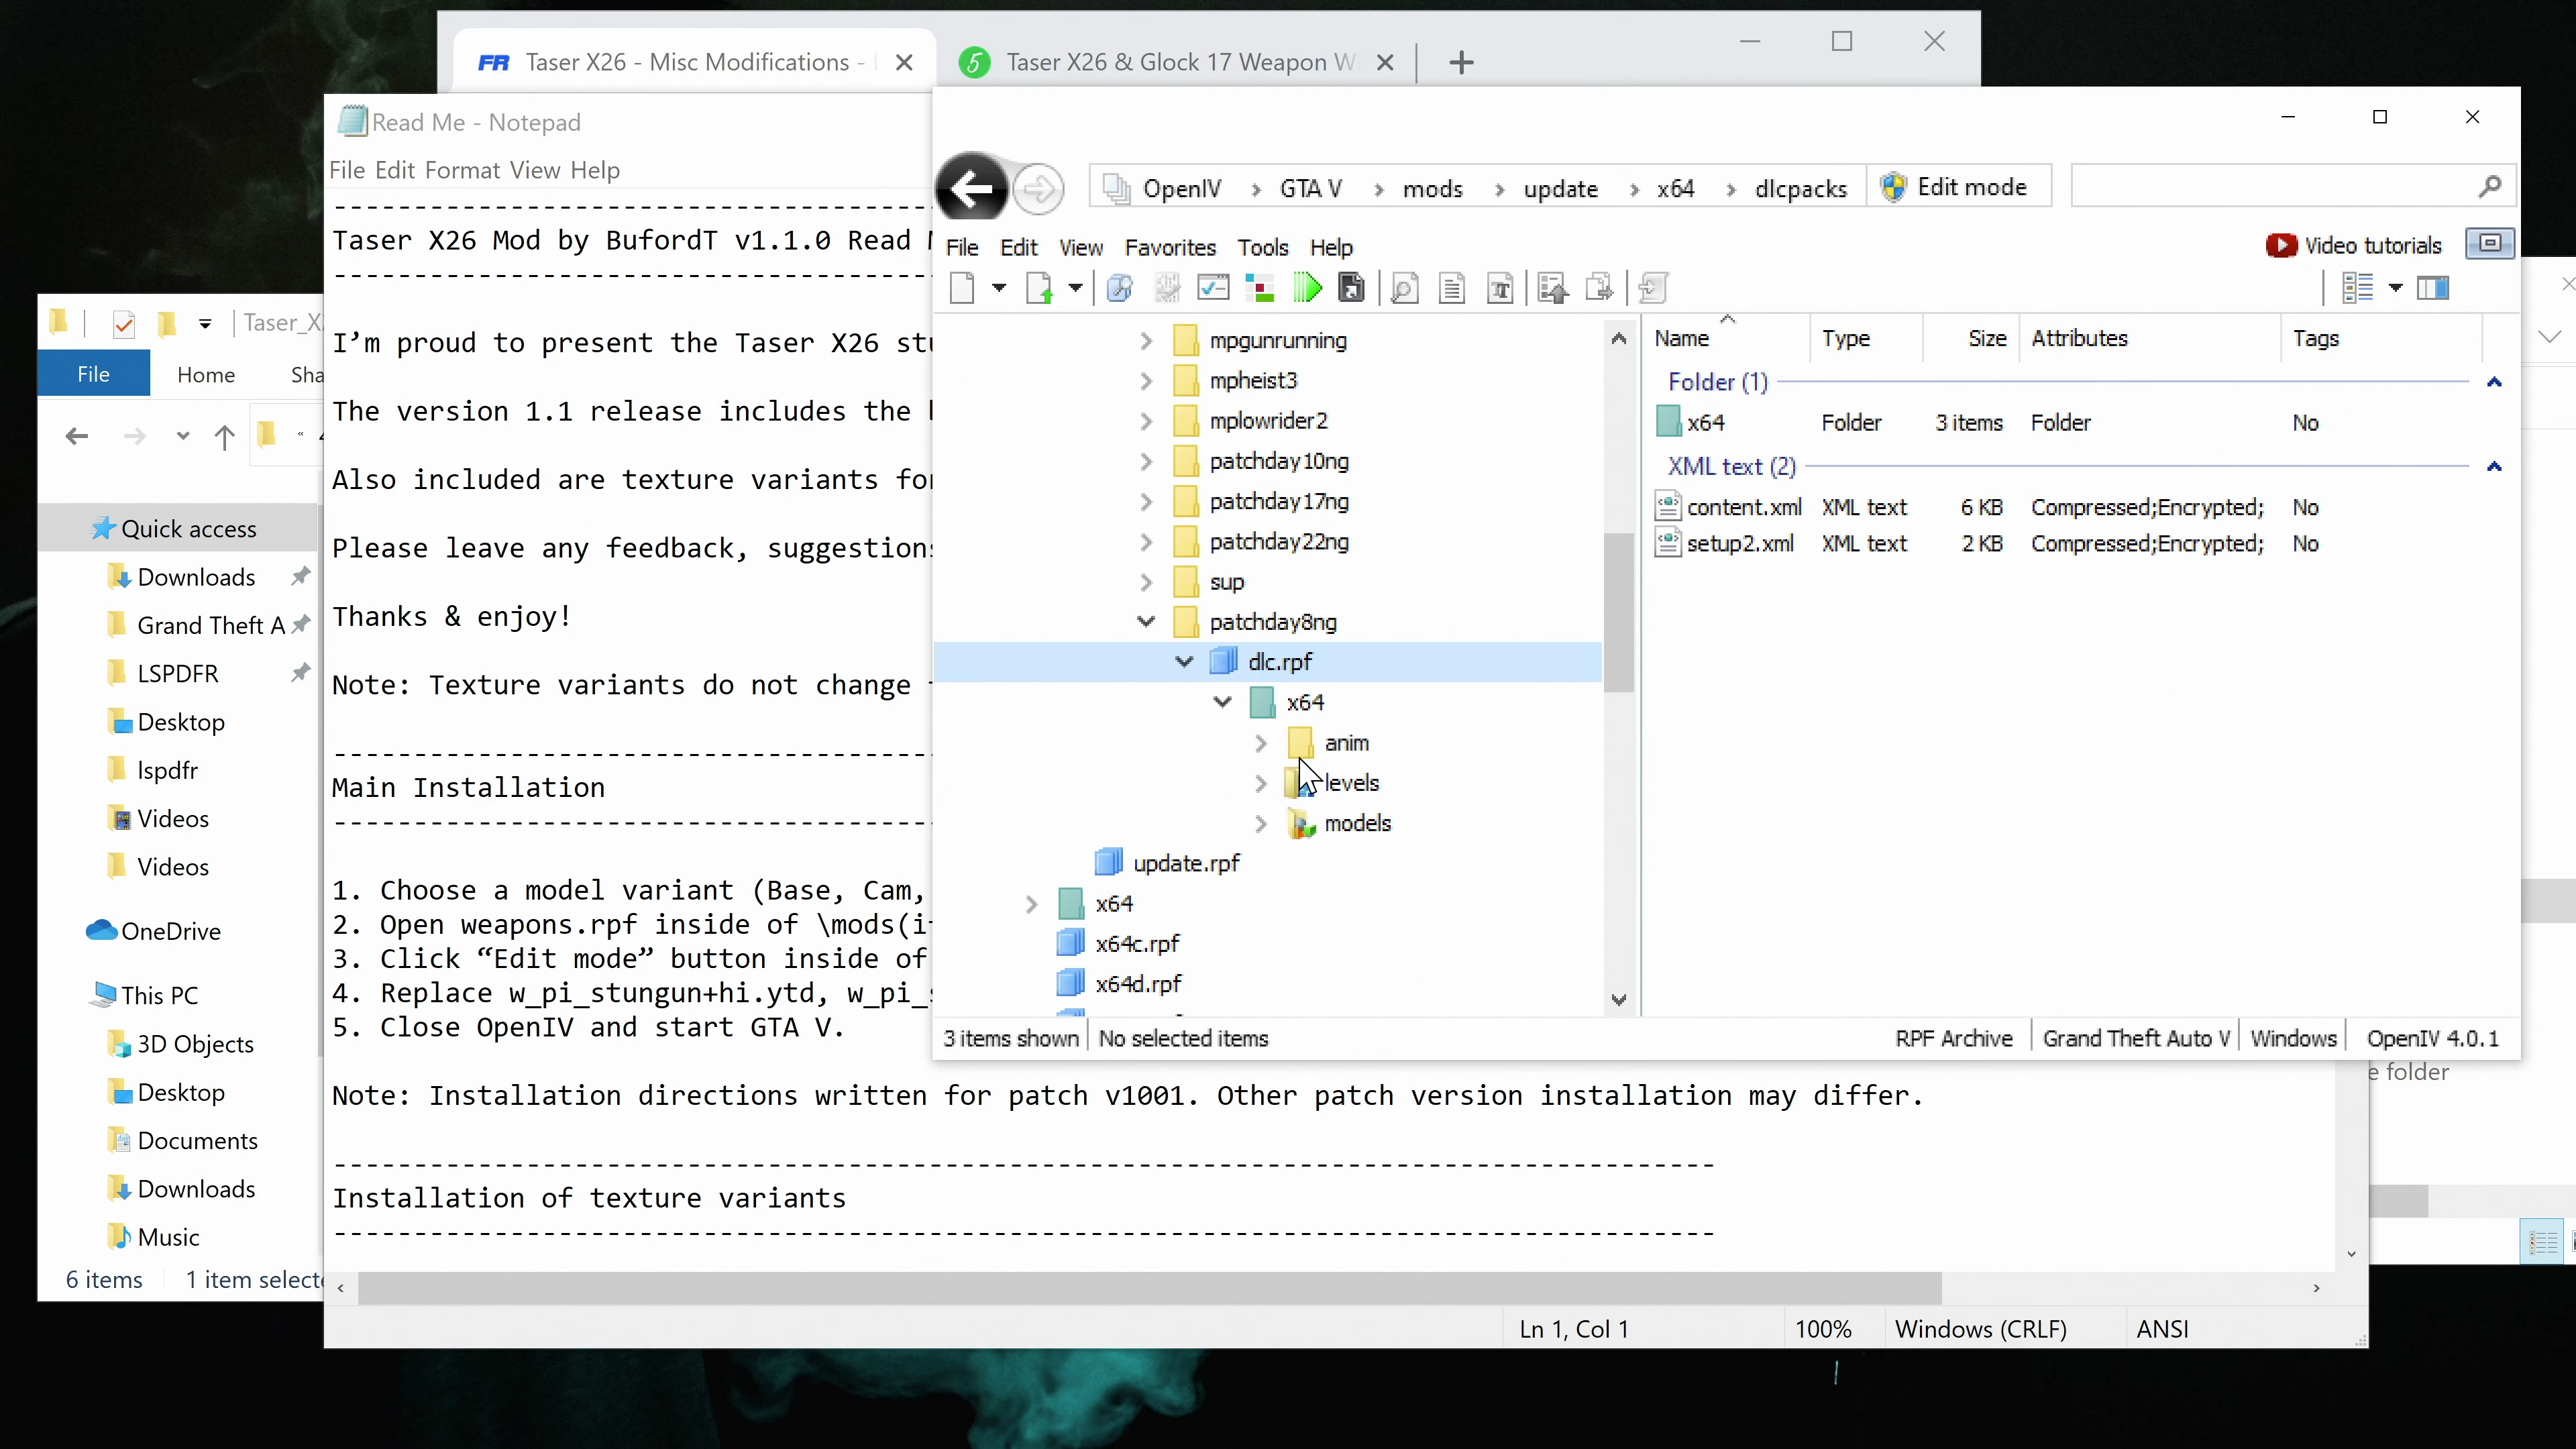 Taser X26 - Misc Modifications -
Taser X26 & Glock 17 Weapon W
Read Me - Notepad
File Edit Format View Help
Taser X26 Mod by BufordT v1.1.0 Read
I'm proud to present the Taser X26
The version 1.1 release includes the
Also included are texture variants
Please leave any feedback, suggestions
Thanks & enjoy!
Note: Texture variants do not change
Main Installation
1. Choose a model variant (Base, Cam,
2. Open weapons.rpf inside of \mods(
3. Click “Edit mode” button inside of
4. Replace w_pi_stungun+hi.ytd, w_pi_
5. Close OpenIV and start GTA V.
Note: Installation directions written for patch v1001. Other patch version installation may differ.
Installation of texture variants
Ln 1, Col 1
100%
Windows (CRLF)
ANSI
Taser_X
File
Home
Sha
Quick access
Downloads
Grand Theft A
LSPDFR
Desktop
lspdfr
Videos
Videos
OneDrive
This PC
3D Objects
Desktop
Documents
Downloads
Music
6 items
1 item selecte
OpenIV
GTA V
mods
update
x64
dlcpacks
Edit mode
File Edit View Favorites Tools Help
Video tutorials
mpgunrunning
mpheist3
mplowrider2
patchday10ng
patchday17ng
patchday22ng
sup
patchday8ng
dlc.rpf
x64
anim
levels
models
update.rpf
x64
x64c.rpf
x64d.rpf
Name Type Size Attributes Tags
Folder (1)
x64 Folder 3 items Folder No
XML text (2)
content.xml XML text 6 KB Compressed;Encrypted; No
setup2.xml XML text 2 KB Compressed;Encrypted; No
3 items shown
No selected items
RPF Archive
Grand Theft Auto V
Windows
OpenIV 4.0.1
e folder